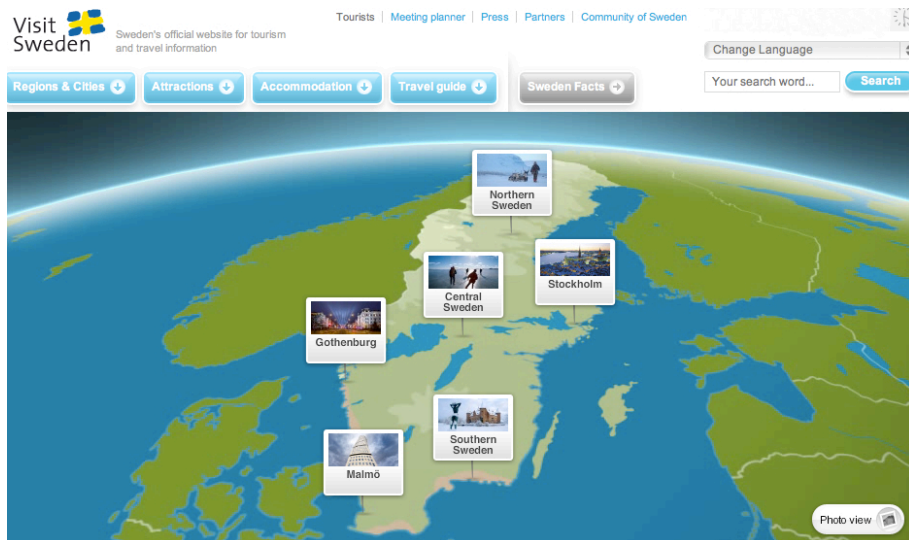 Visit
Sweden
Sweden's official website for tourism
and travel information
Tourists
Meeting planner
Press
Partners
Community of Sweden
Change Language
Your search word...
Search
Regions & Cities
Attractions
Accommodation
Travel guide
Sweden Facts
Northern
Sweden
Stockholm
Central
Sweden
Gothenburg
Southern
Sweden
Malmö
Photo view